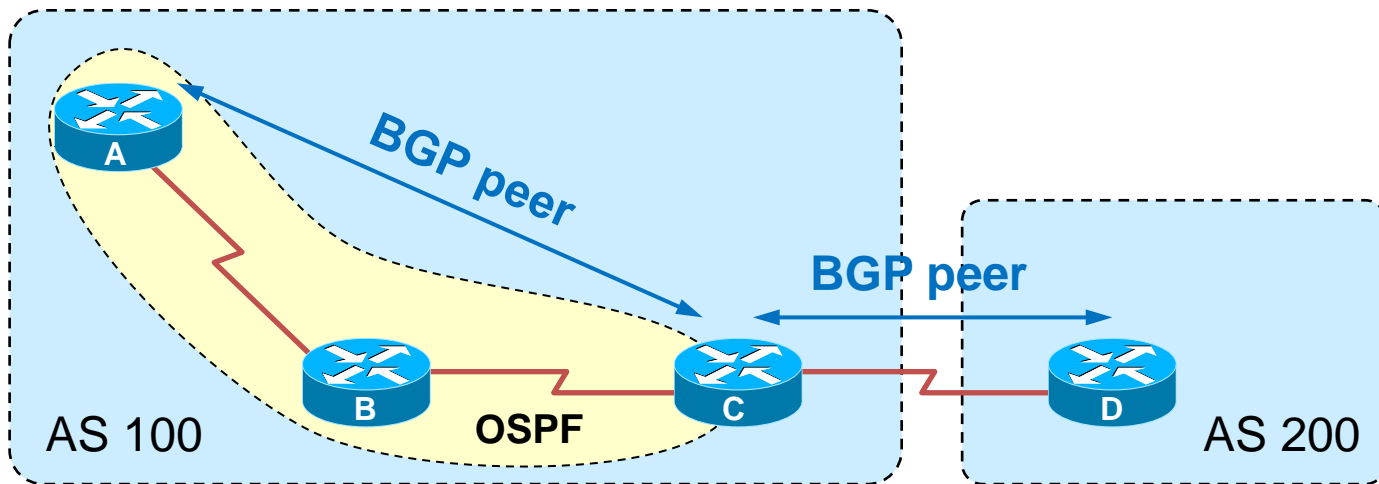 A
BGP peer
BGP peer
B
C
D
OSPF
AS 100
AS 200